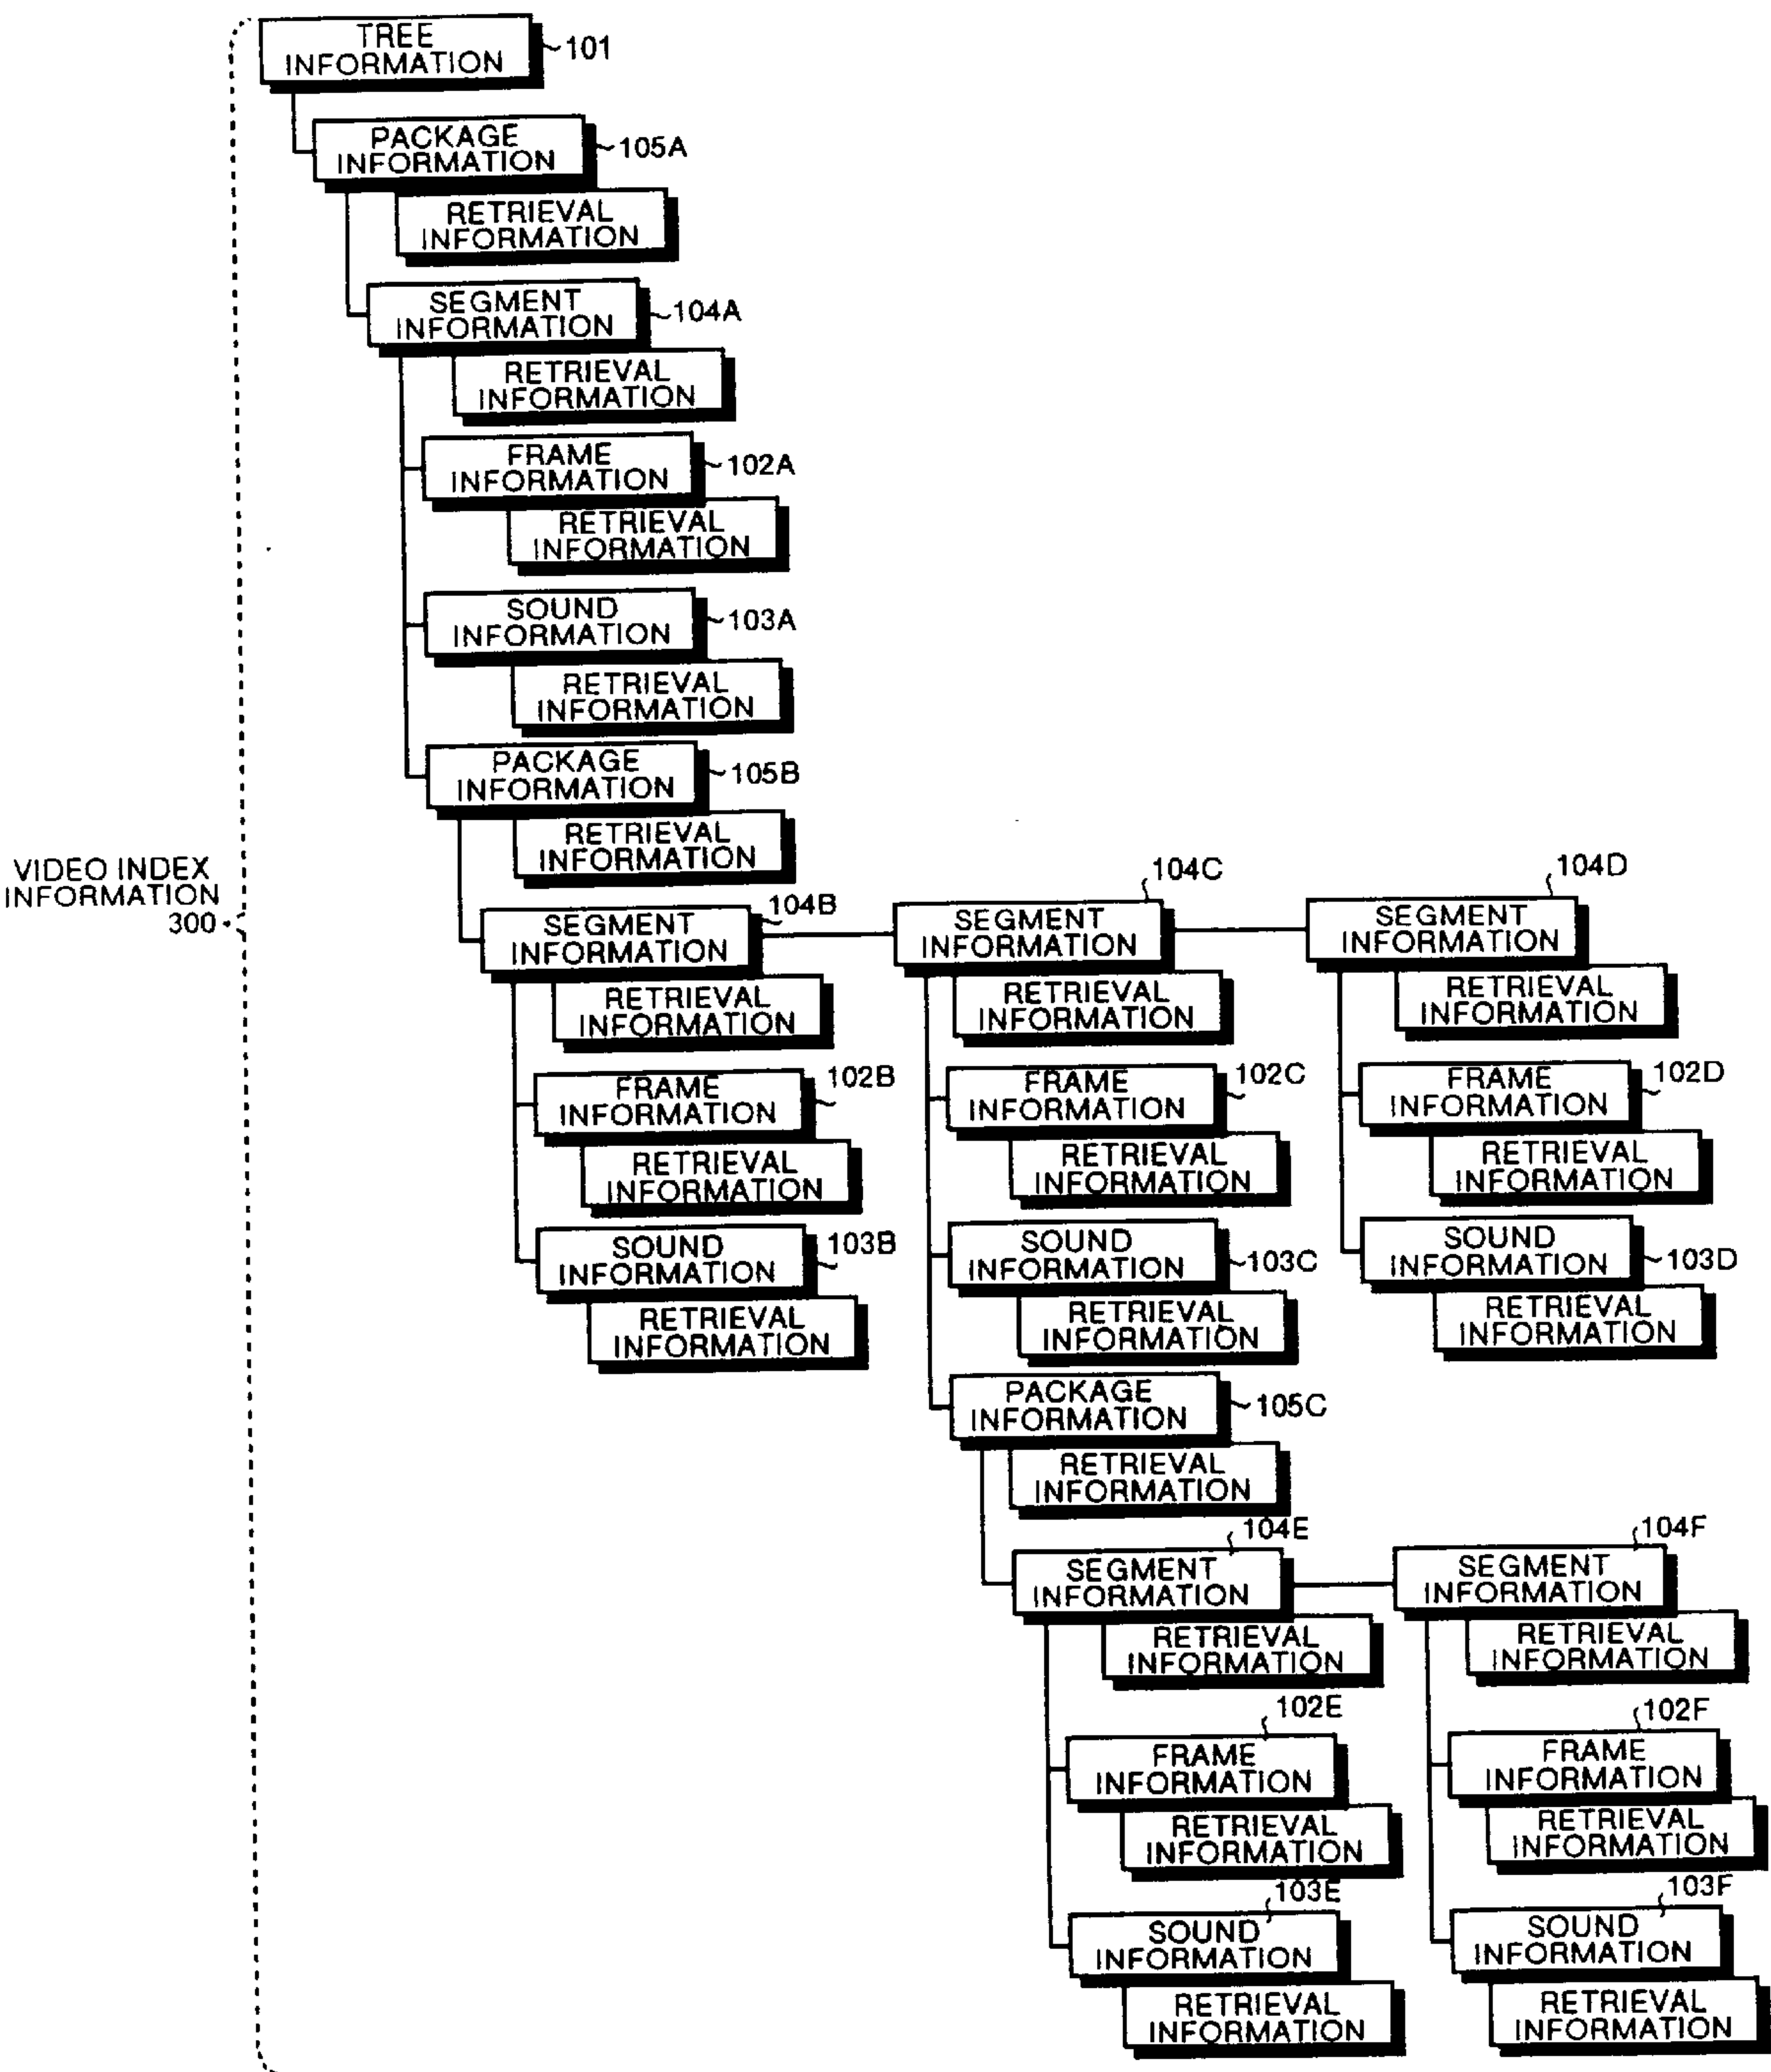 TREE
INFORMATION
101
PACKAGE
INFORMATION
105A
RETRIEVAL
INFORMATION
SEGMENT
INFORMATION
104A
RETRIEVAL
INFORMATION
FRAME
INFORMATION
102A
RETRIEVAL
INFORMATION
SOUND
INFORMATION
103A
RETRIEVAL
INFORMATION
PACKAGE
INFORMATION
105B
RETRIEVAL
INFORMATION
VIDEO INDEX
INFORMATION
300
SEGMENT
INFORMATION
104B
RETRIEVAL
INFORMATION
FRAME
INFORMATION
102B
RETRIEVAL
INFORMATION
SOUND
INFORMATION
103B
RETRIEVAL
INFORMATION
104C
SEGMENT
INFORMATION
RETRIEVAL
INFORMATION
FRAME
INFORMATION
102C
RETRIEVAL
INFORMATION
SOUND
INFORMATION
103C
RETRIEVAL
INFORMATION
PACKAGE
INFORMATION
105C
RETRIEVAL
INFORMATION
104D
SEGMENT
INFORMATION
RETRIEVAL
INFORMATION
FRAME
INFORMATION
102D
RETRIEVAL
INFORMATION
SOUND
INFORMATION
103D
RETRIEVAL
INFORMATION
104E
SEGMENT
INFORMATION
RETRIEVAL
INFORMATION
102E
FRAME
INFORMATION
RETRIEVAL
INFORMATION
103E
SOUND
INFORMATION
RETRIEVAL
INFORMATION
104F
SEGMENT
INFORMATION
RETRIEVAL
INFORMATION
102F
FRAME
INFORMATION
RETRIEVAL
INFORMATION
103F
SOUND
INFORMATION
RETRIEVAL
INFORMATION